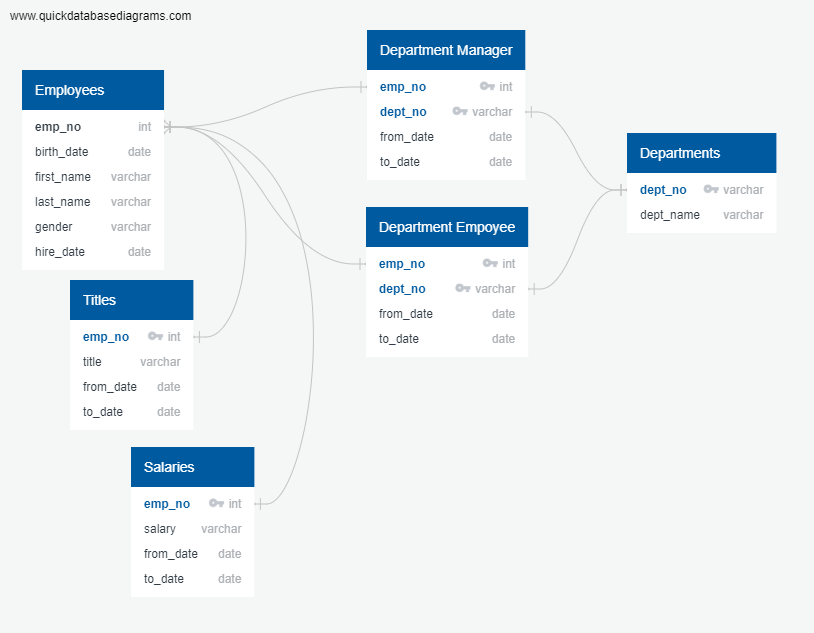 www.quickdatabasediagrams.com
Employees
emp_no int
birth_date date
first_name varchar
last_name varchar
gender varchar
hire_date date
Titles
emp_no int
title varchar
from_date date
to_date date
Salaries
emp_no int
salary varchar
from_date date
to_date date
Department Manager
emp_no int
dept_no varchar
from_date date
to_date date
Department Empoyee
emp_no int
dept_no varchar
from_date date
to_date date
Departments
dept_no varchar
dept_name varchar